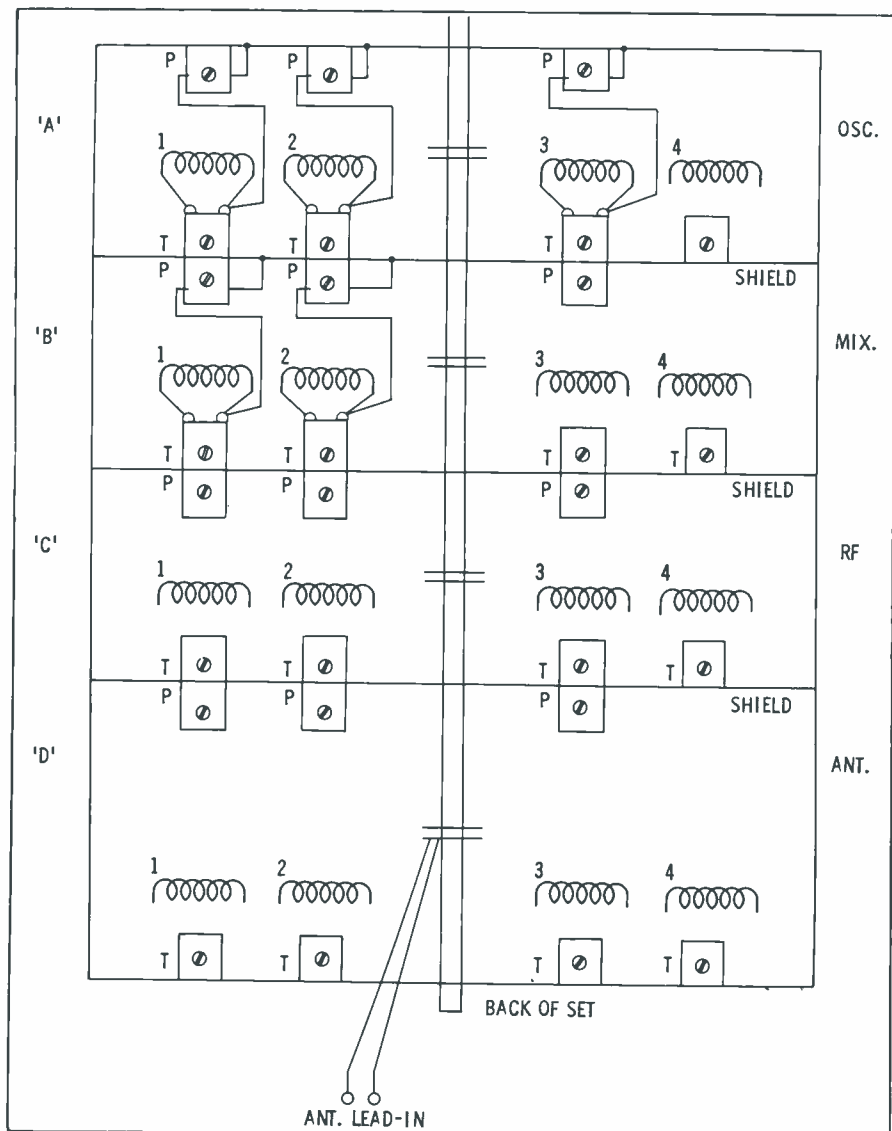 P P P
'A' OSC.
1 2 3 4
T T T
P P P SHIELD
'B' MIX.
1 2 3 4
T T T T
P P P SHIELD
'C' RF
1 2 3 4
T T T T
P P P SHIELD
'D' ANT.
1 2 3 4
T T T T
BACK OF SET
ANT. LEAD-IN